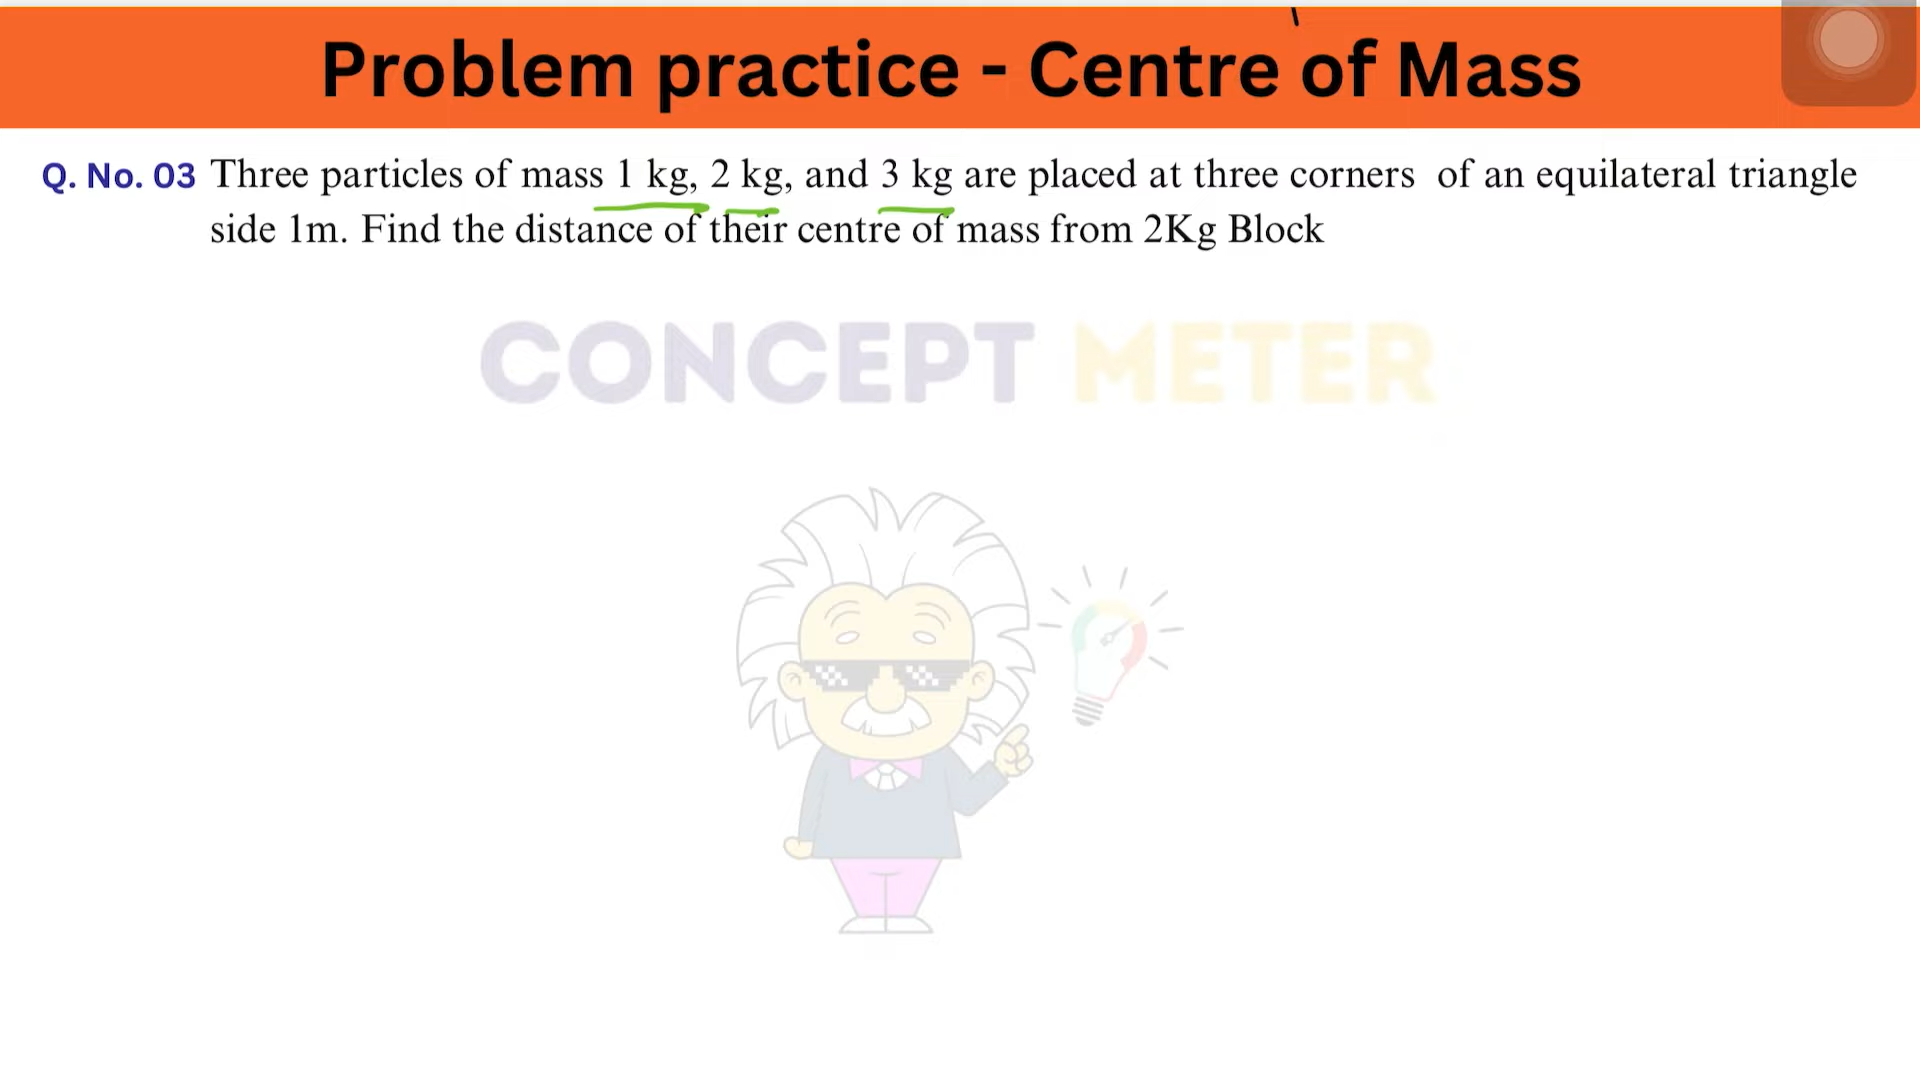 Problem practice - Centre of Mass
Q. No. 03 Three particles of mass 1 kg, 2 kg, and 3 kg are placed at three corners of an equilateral triangle
side 1m. Find the distance of their centre of mass from 2Kg Block
CONCEPT METER